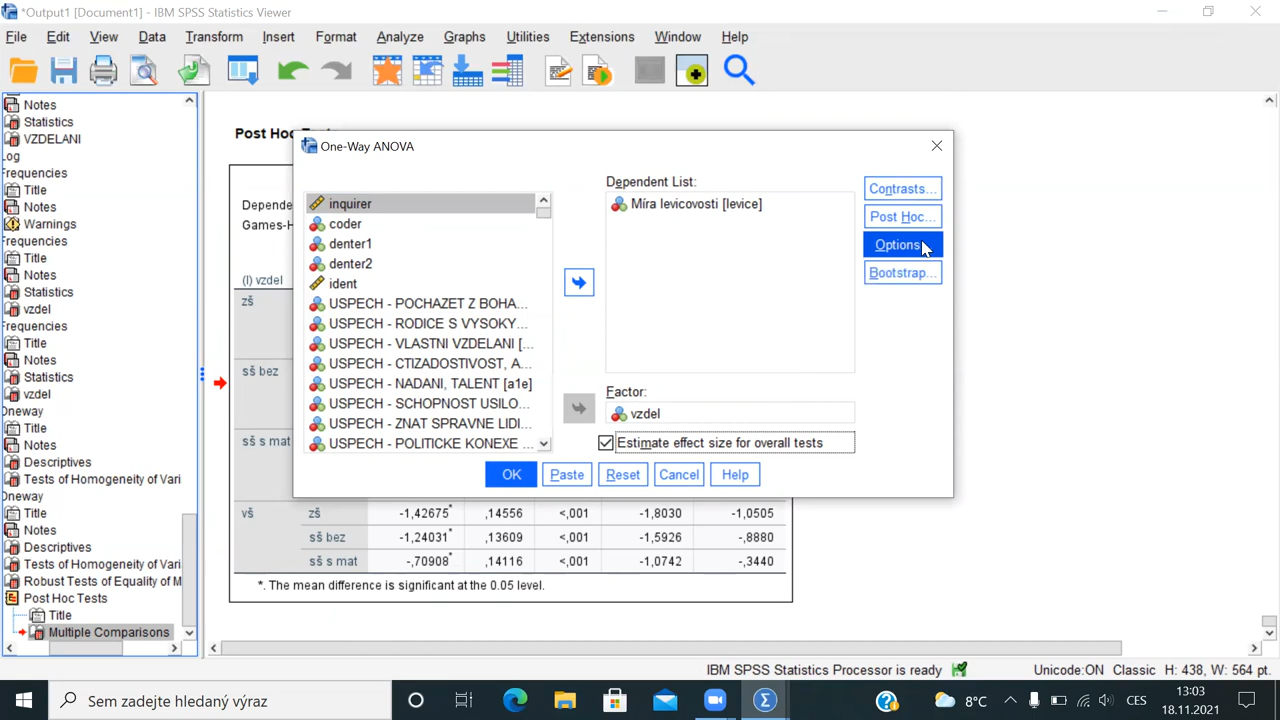 *Output1 [Document1] - IBM SPSS Statistics Viewer
File Edit View Data Transform Insert Format Analyze Graphs Utilities Extensions Window Help
Notes
Statistics
VZDELANI
Log
Frequencies
Title
Notes
Warnings
Frequencies
Title
Notes
Statistics
vzdel
Frequencies
Title
Notes
Statistics
vzdel
Oneway
Title
Notes
Descriptives
Tests of Homogeneity of Vari
Oneway
Title
Notes
Descriptives
Tests of Homogeneity of Vari
Robust Tests of Equality of M
Post Hoc Tests
Title
Multiple Comparisons
Post Hoc
Depende
Games-H
(I) vzdel
zš
sš bez
sš s mat
vš zš -1,42675* ,14556 <,001 -1,8030 -1,0505
sš bez -1,24031* ,13609 <,001 -1,5926 -,8880
sš s mat -,70908* ,14116 <,001 -1,0742 -,3440
*. The mean difference is significant at the 0.05 level.
One-Way ANOVA
inquirer
coder
denter1
denter2
ident
USPECH - POCHAZET Z BOHA...
USPECH - RODICE S VYSOKY...
USPECH - VLASTNI VZDELANI [...
USPECH - CTIZADOSTIVOST, A...
USPECH - NADANI, TALENT [a1e]
USPECH - SCHOPNOST USILO...
USPECH - ZNAT SPRAVNE LIDI...
USPECH - POLITICKE KONEXE ...
Dependent List:
Míra levicovosti [levice]
Factor:
vzdel
Estimate effect size for overall tests
Contrasts...
Post Hoc...
Options
Bootstrap...
OK Paste Reset Cancel Help
IBM SPSS Statistics Processor is ready Unicode:ON Classic H: 438, W: 564 pt.
Sem zadejte hledaný výraz
8°C CES 13:03
18.11.2021